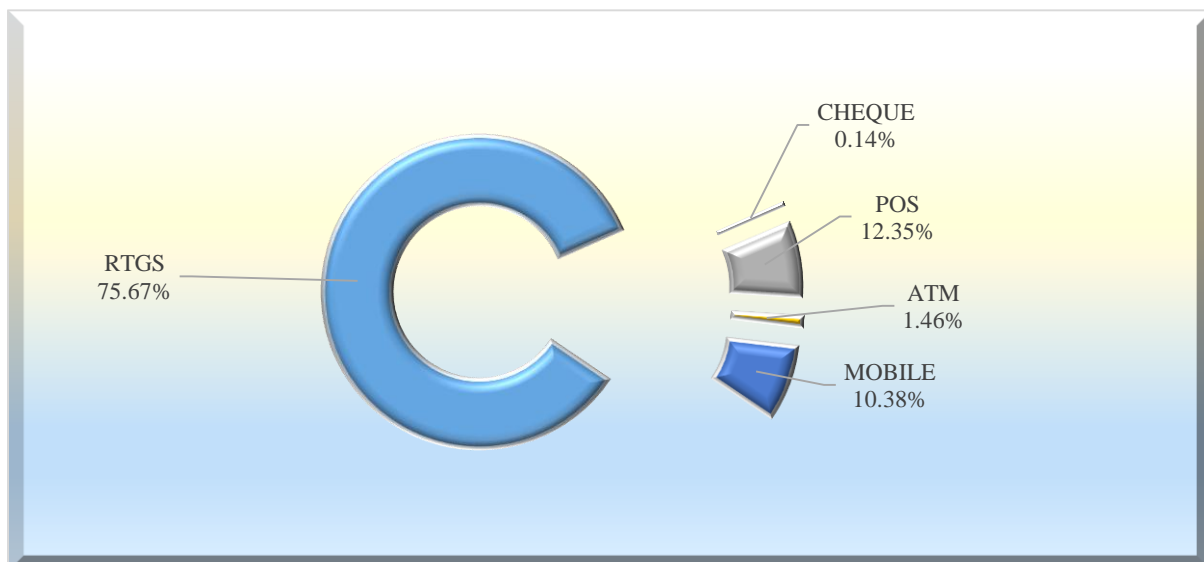 CHEQUE
0.14%
POS
12.35%
RTGS
75.67%
ATM
1.46%
MOBILE
10.38%